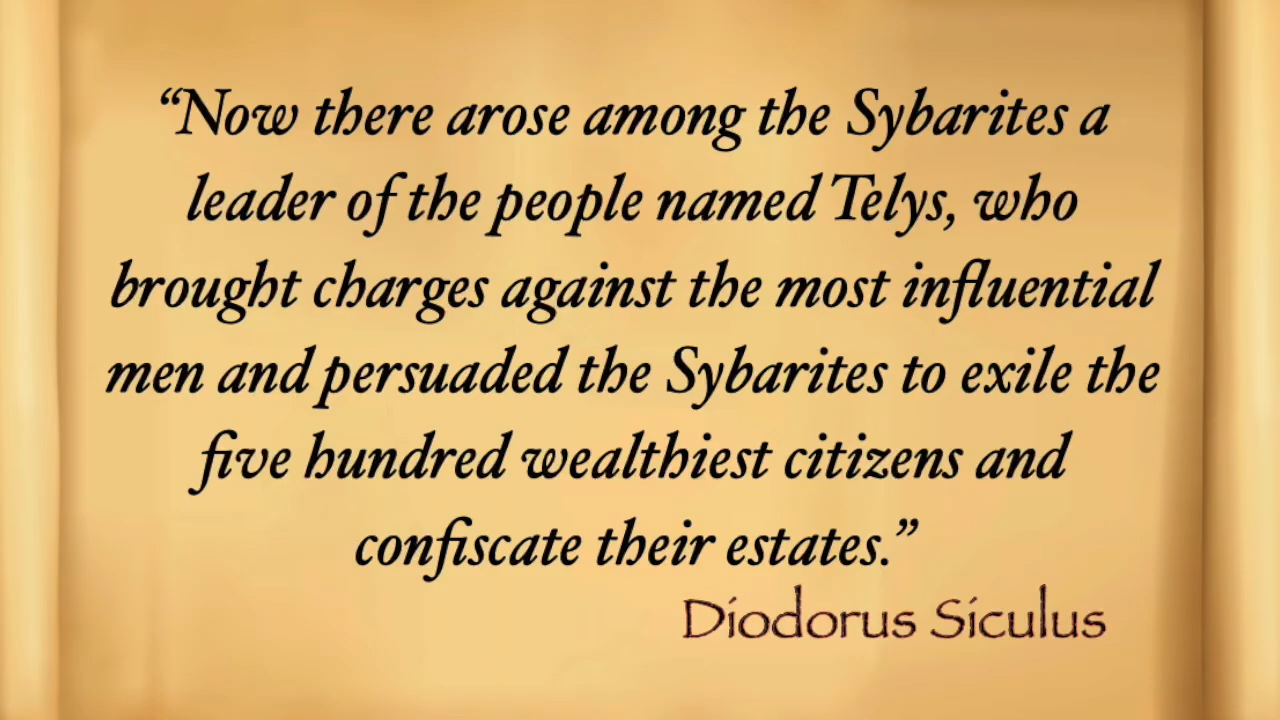 “Now there arose among the Sybarites a
leader of the people named Telys, who
brought charges against the most influential
men and persuaded the Sybarites to exile the
five hundred wealthiest citizens and
confiscate their estates.”
Diodorus Siculus